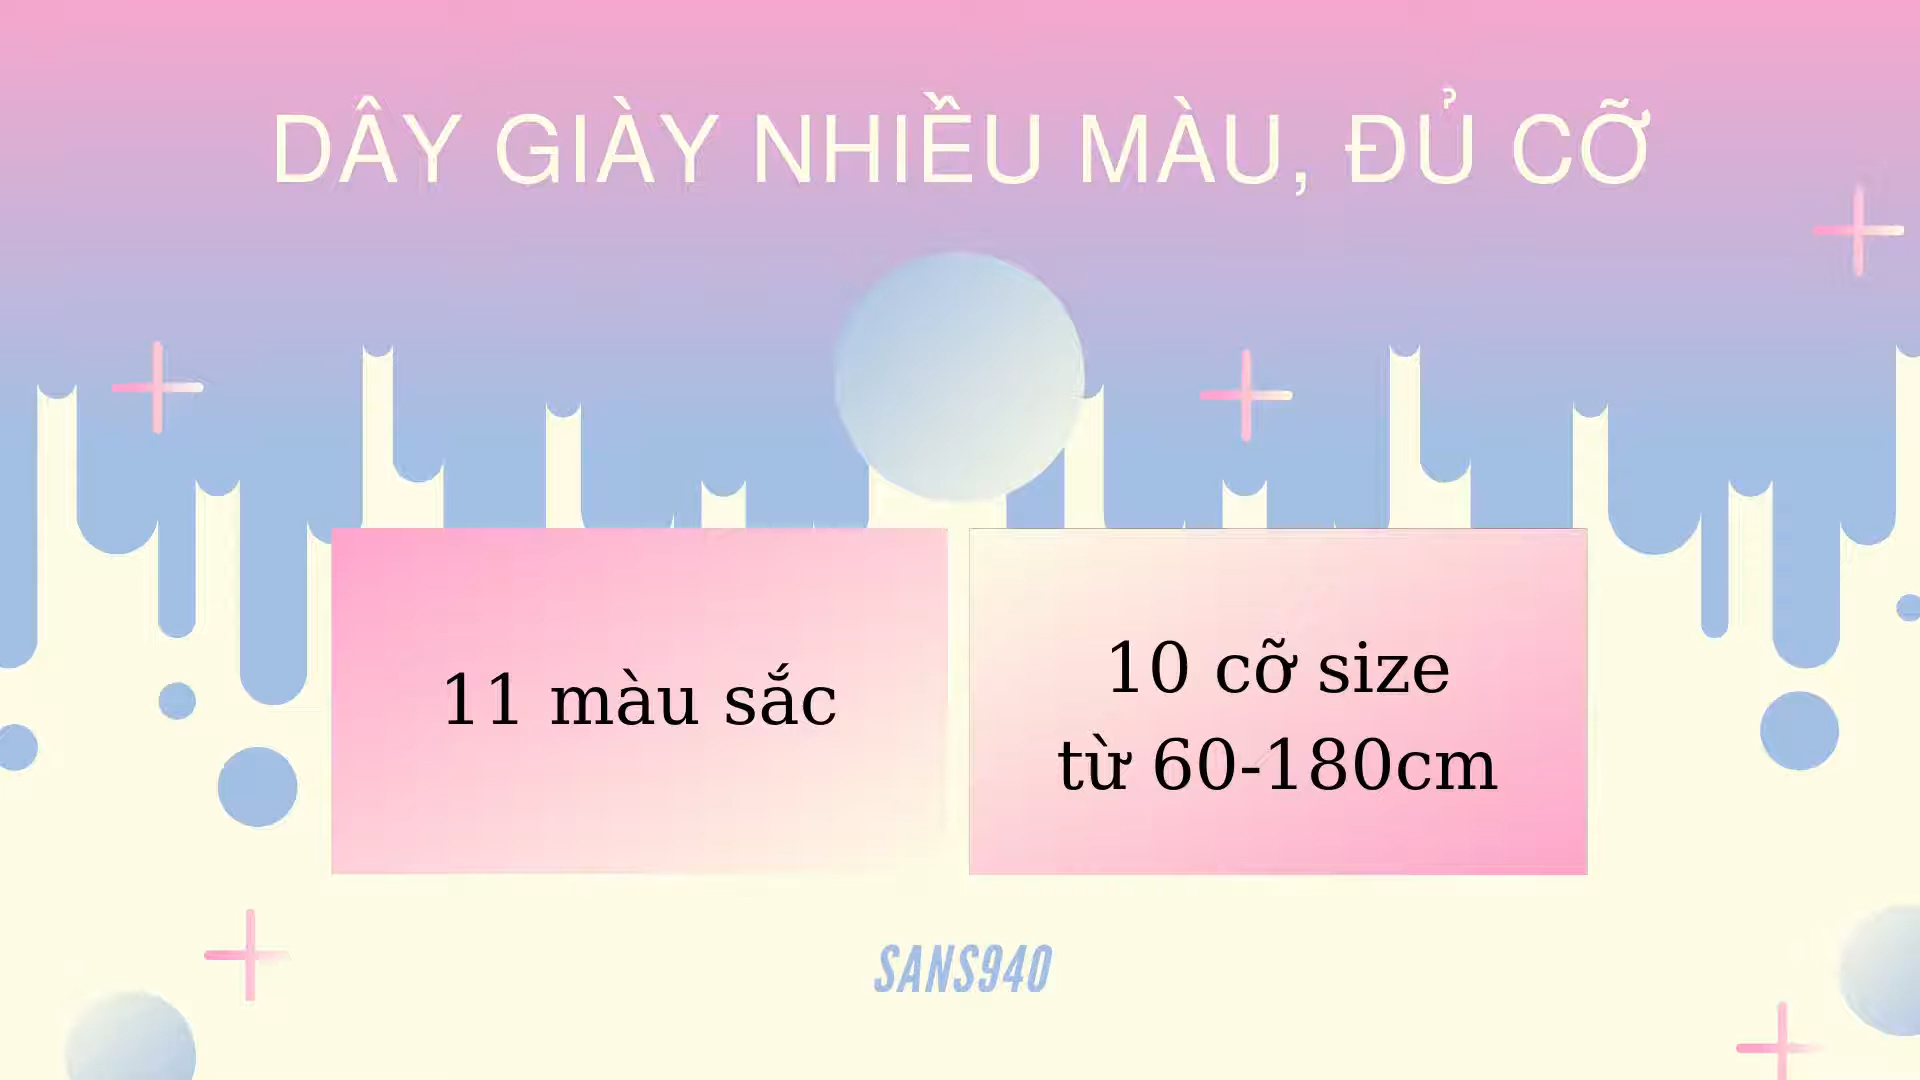 DÂY GIÀY NHIỀU MÀU, ĐỦ CỠ
11 màu sắc
10 cỡ size
từ 60-180cm
SANS940